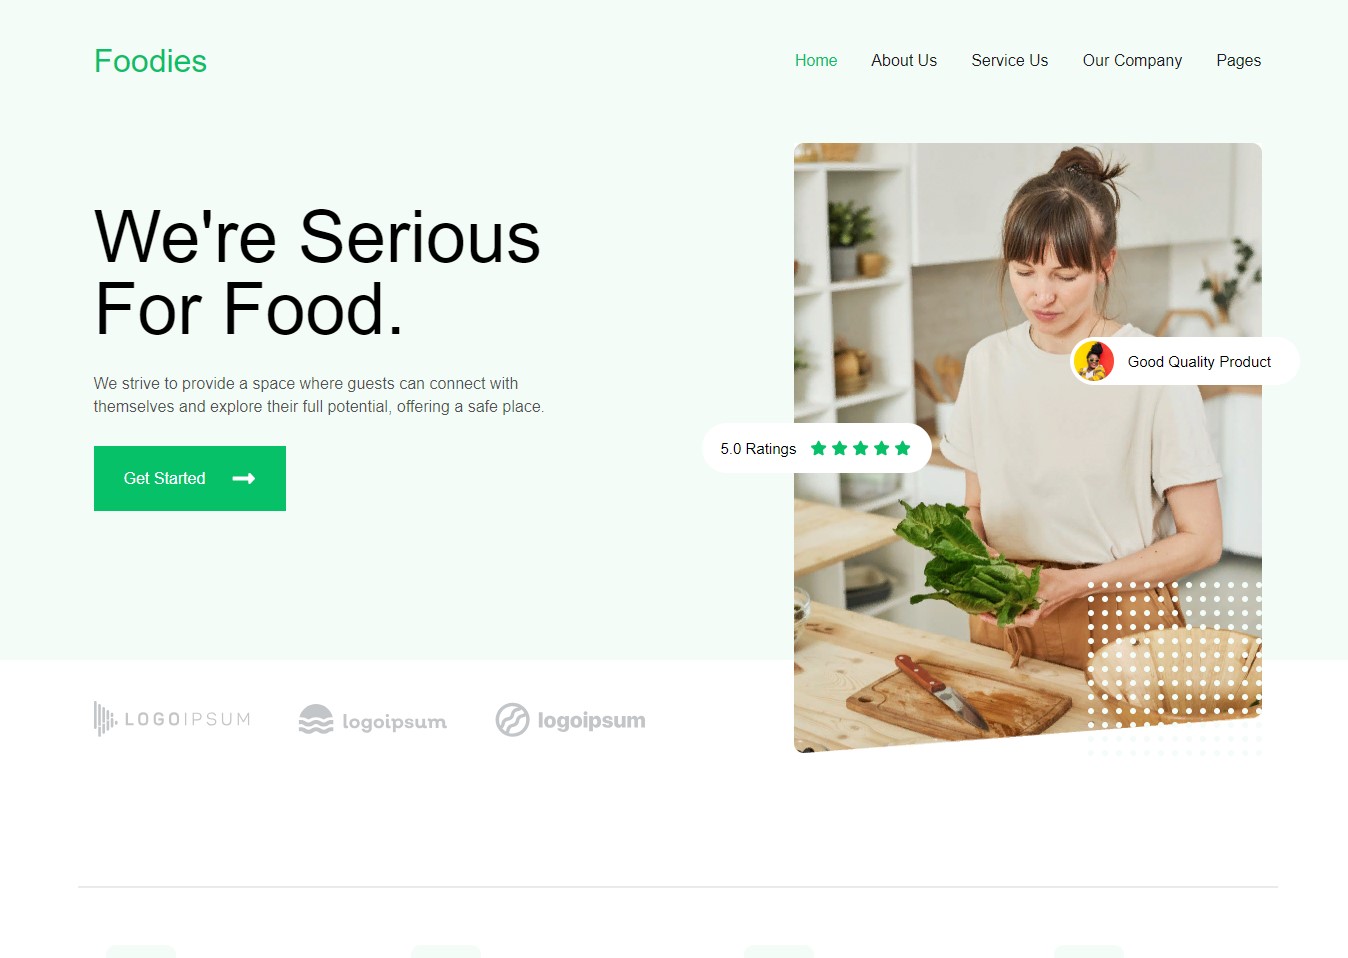 Foodies
Home About Us Service Us Our Company Pages
We're Serious
For Food.
We strive to provide a space where guests can connect with
themselves and explore their full potential, offering a safe place.
Get Started
Good Quality Product
5.0 Ratings
LOGOIPSUM logoipsum logoipsum